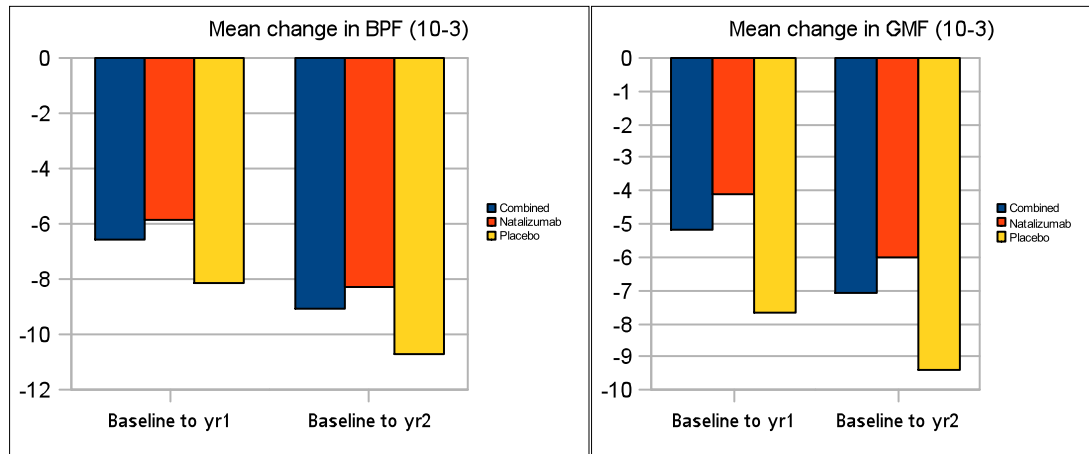 Mean change in BPF (10-3)
0
-2
-4
-6
-8
-10
-12
Baseline to yr1
Baseline to yr2
Combined
Natalizumab
Placebo
Mean change in GMF (10-3)
0
-1
-2
-3
-4
-5
-6
-7
-8
-9
-10
Baseline to yr1
Baseline to yr2
Combined
Natalizumab
Placebo